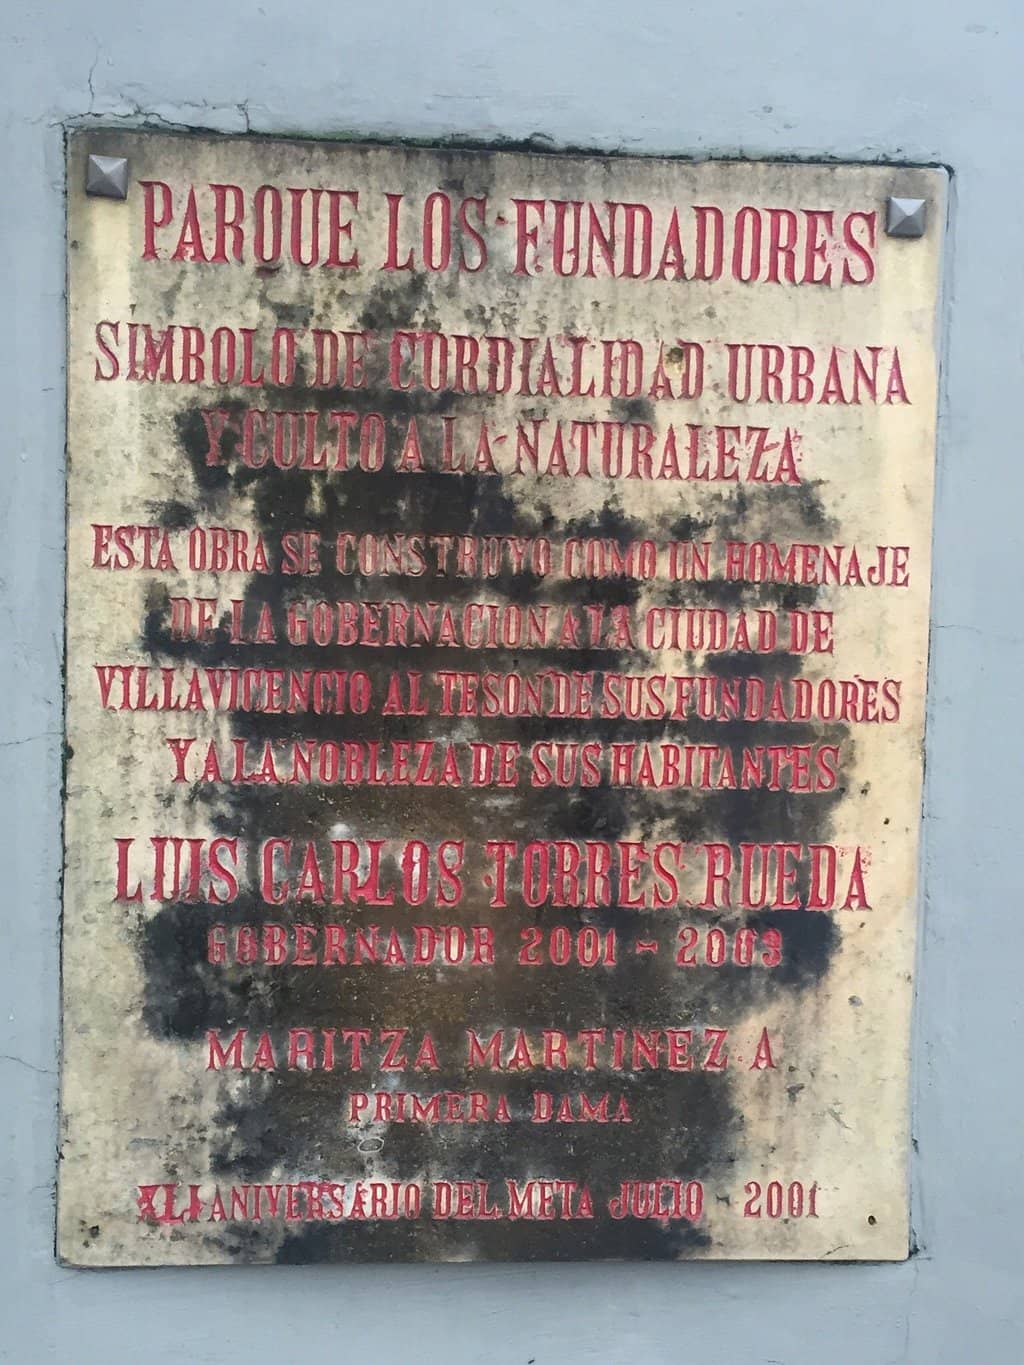 PARQUE LOS FUNDADORES
SIMBOLO DE CORDIALIDAD URBANA
Y CULTO A LA NATURALEZA
ESTA OBRA SE CONSTRUYO COMO UN HOMENAJE
DE LA GOBERNACION A LA CIUDAD DE
VILLAVICENCIO AL TESON DE SUS FUNDADORES
Y A LA NOBLEZA DE SUS HABITANTES
LUIS CARLOS TORRES RUEDA
GOBERNADOR 2001 - 2003
MARITZA MARTINEZ A
PRIMERA DAMA
XLI ANIVERSARIO DEL META JULIO - 2001